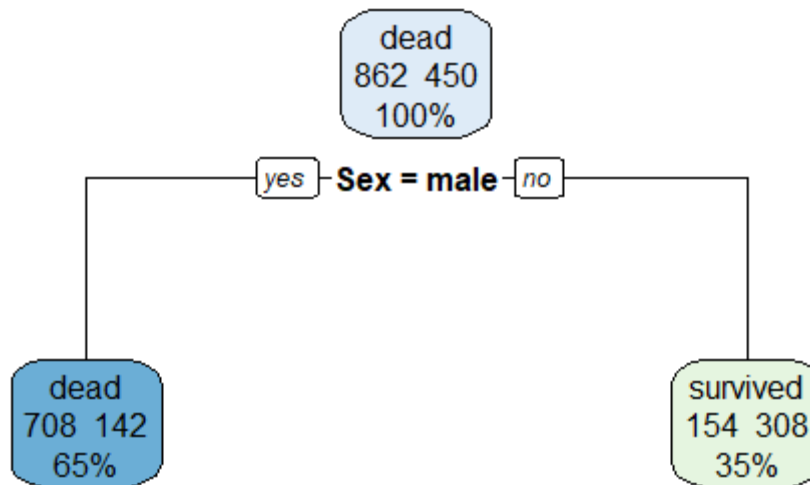 dead
862 450
100%
yes Sex = male no
dead
708 142
65%
survived
154 308
35%